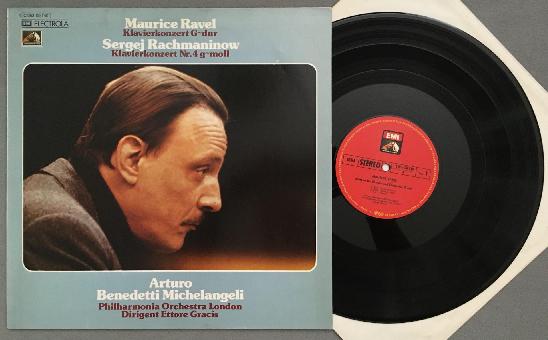 EMI ELECTROLA
Maurice Ravel
Klavierkonzert G-dur
Sergej Rachmaninow
Klavierkonzert Nr. 4 g-moll
Arturo
Benedetti Michelangeli
Philharmonia Orchestra London
Dirigent Ettore Gracis
EMI
STEREO